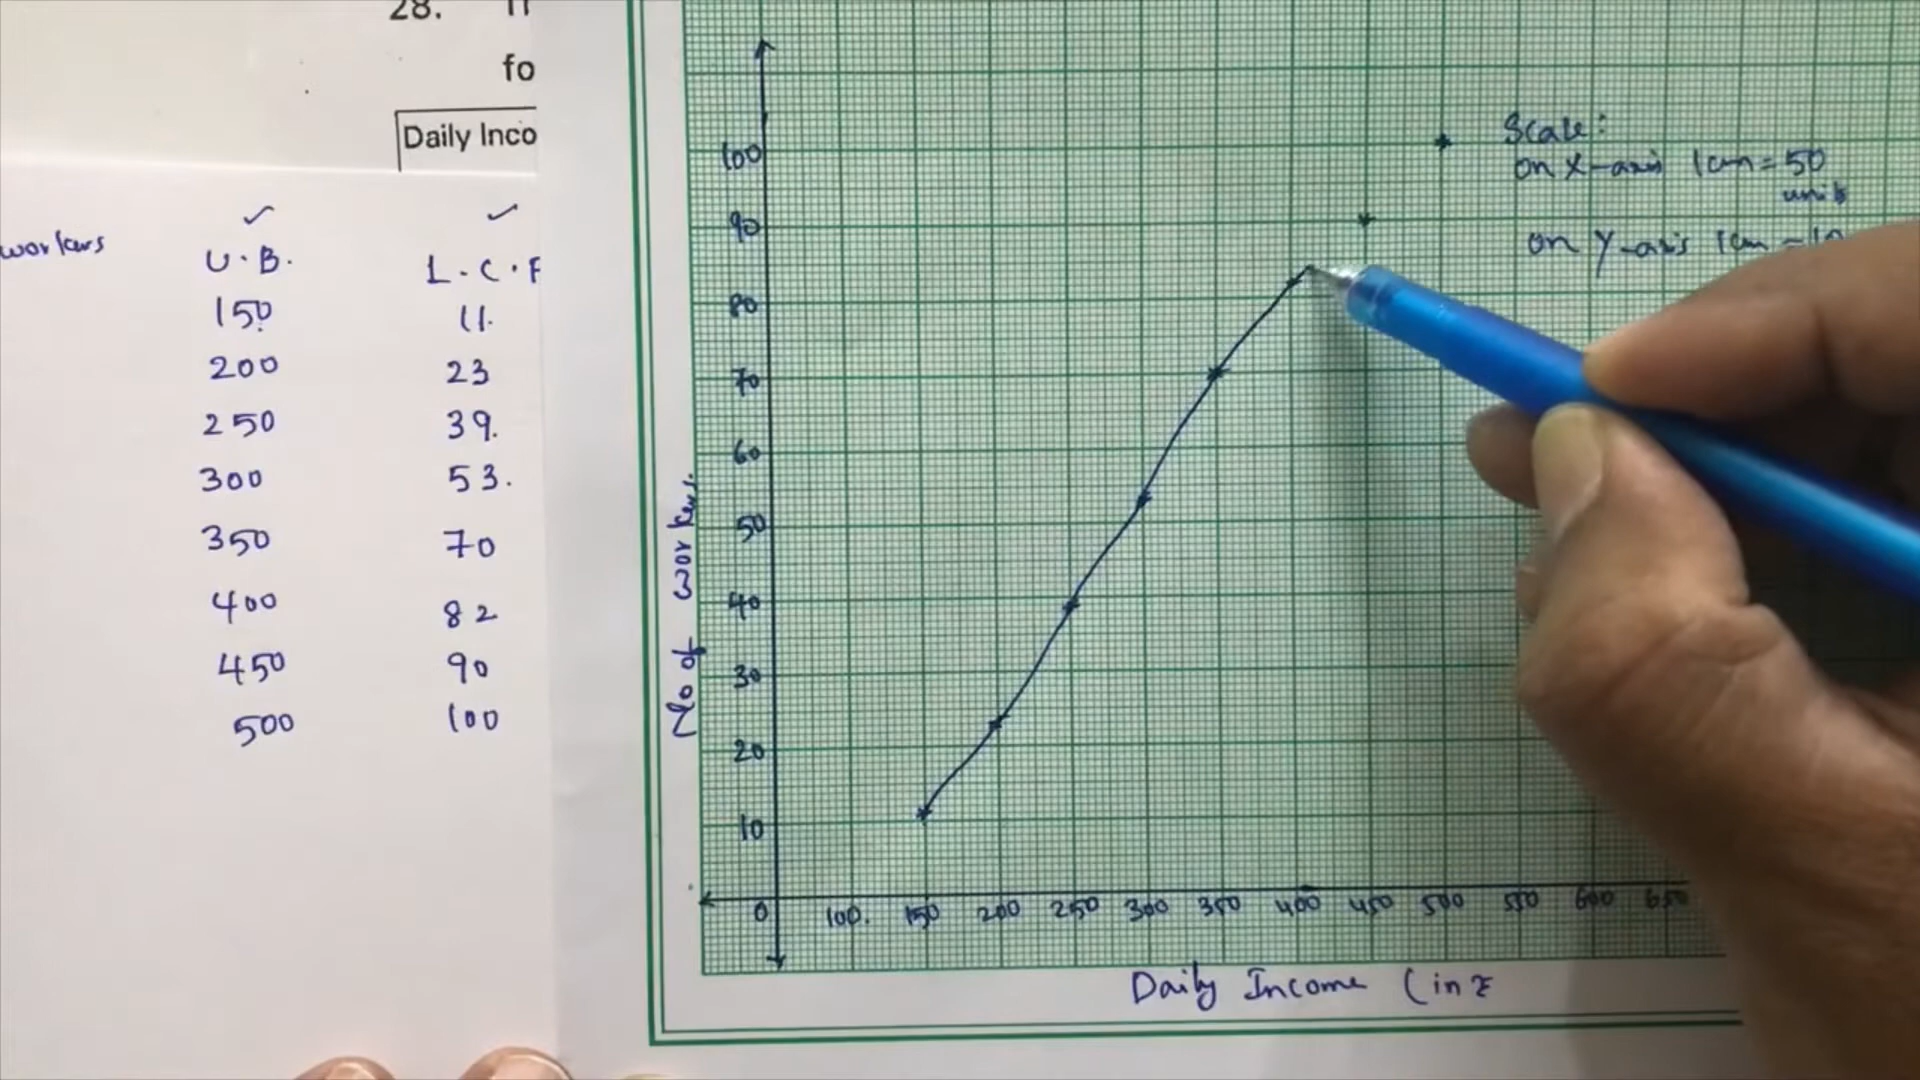 28.
fo
Daily Inco
workers
U.B. L.C.F
150 11.
200 23
250 39.
300 53.
350 70
400 82
450 90
500 100
Scale:
on X-axis 1cm = 50
units
on Y-axis 1cm = 10
100
90
80
70
60
50
40
30
20
10
No of workers.
0 100. 150 200 250 300 350 400 450 500 550 600 650
Daily Income (in ₹